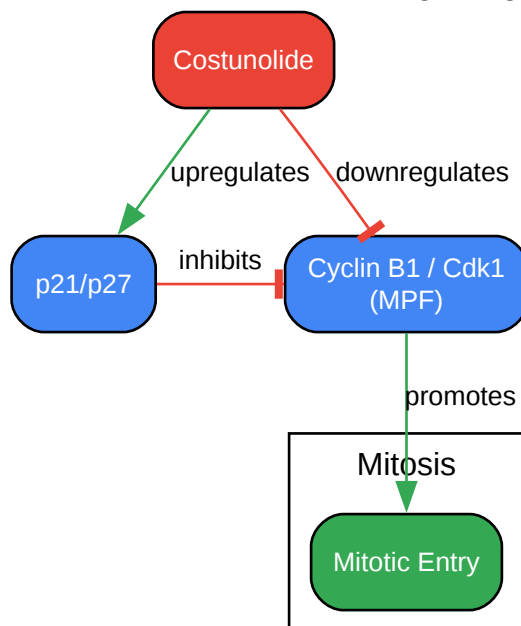 Costunolide
upregulates
downregulates
p21/p27
inhibits
Cyclin B1 / Cdk1
(MPF)
promotes
Mitosis
Mitotic Entry